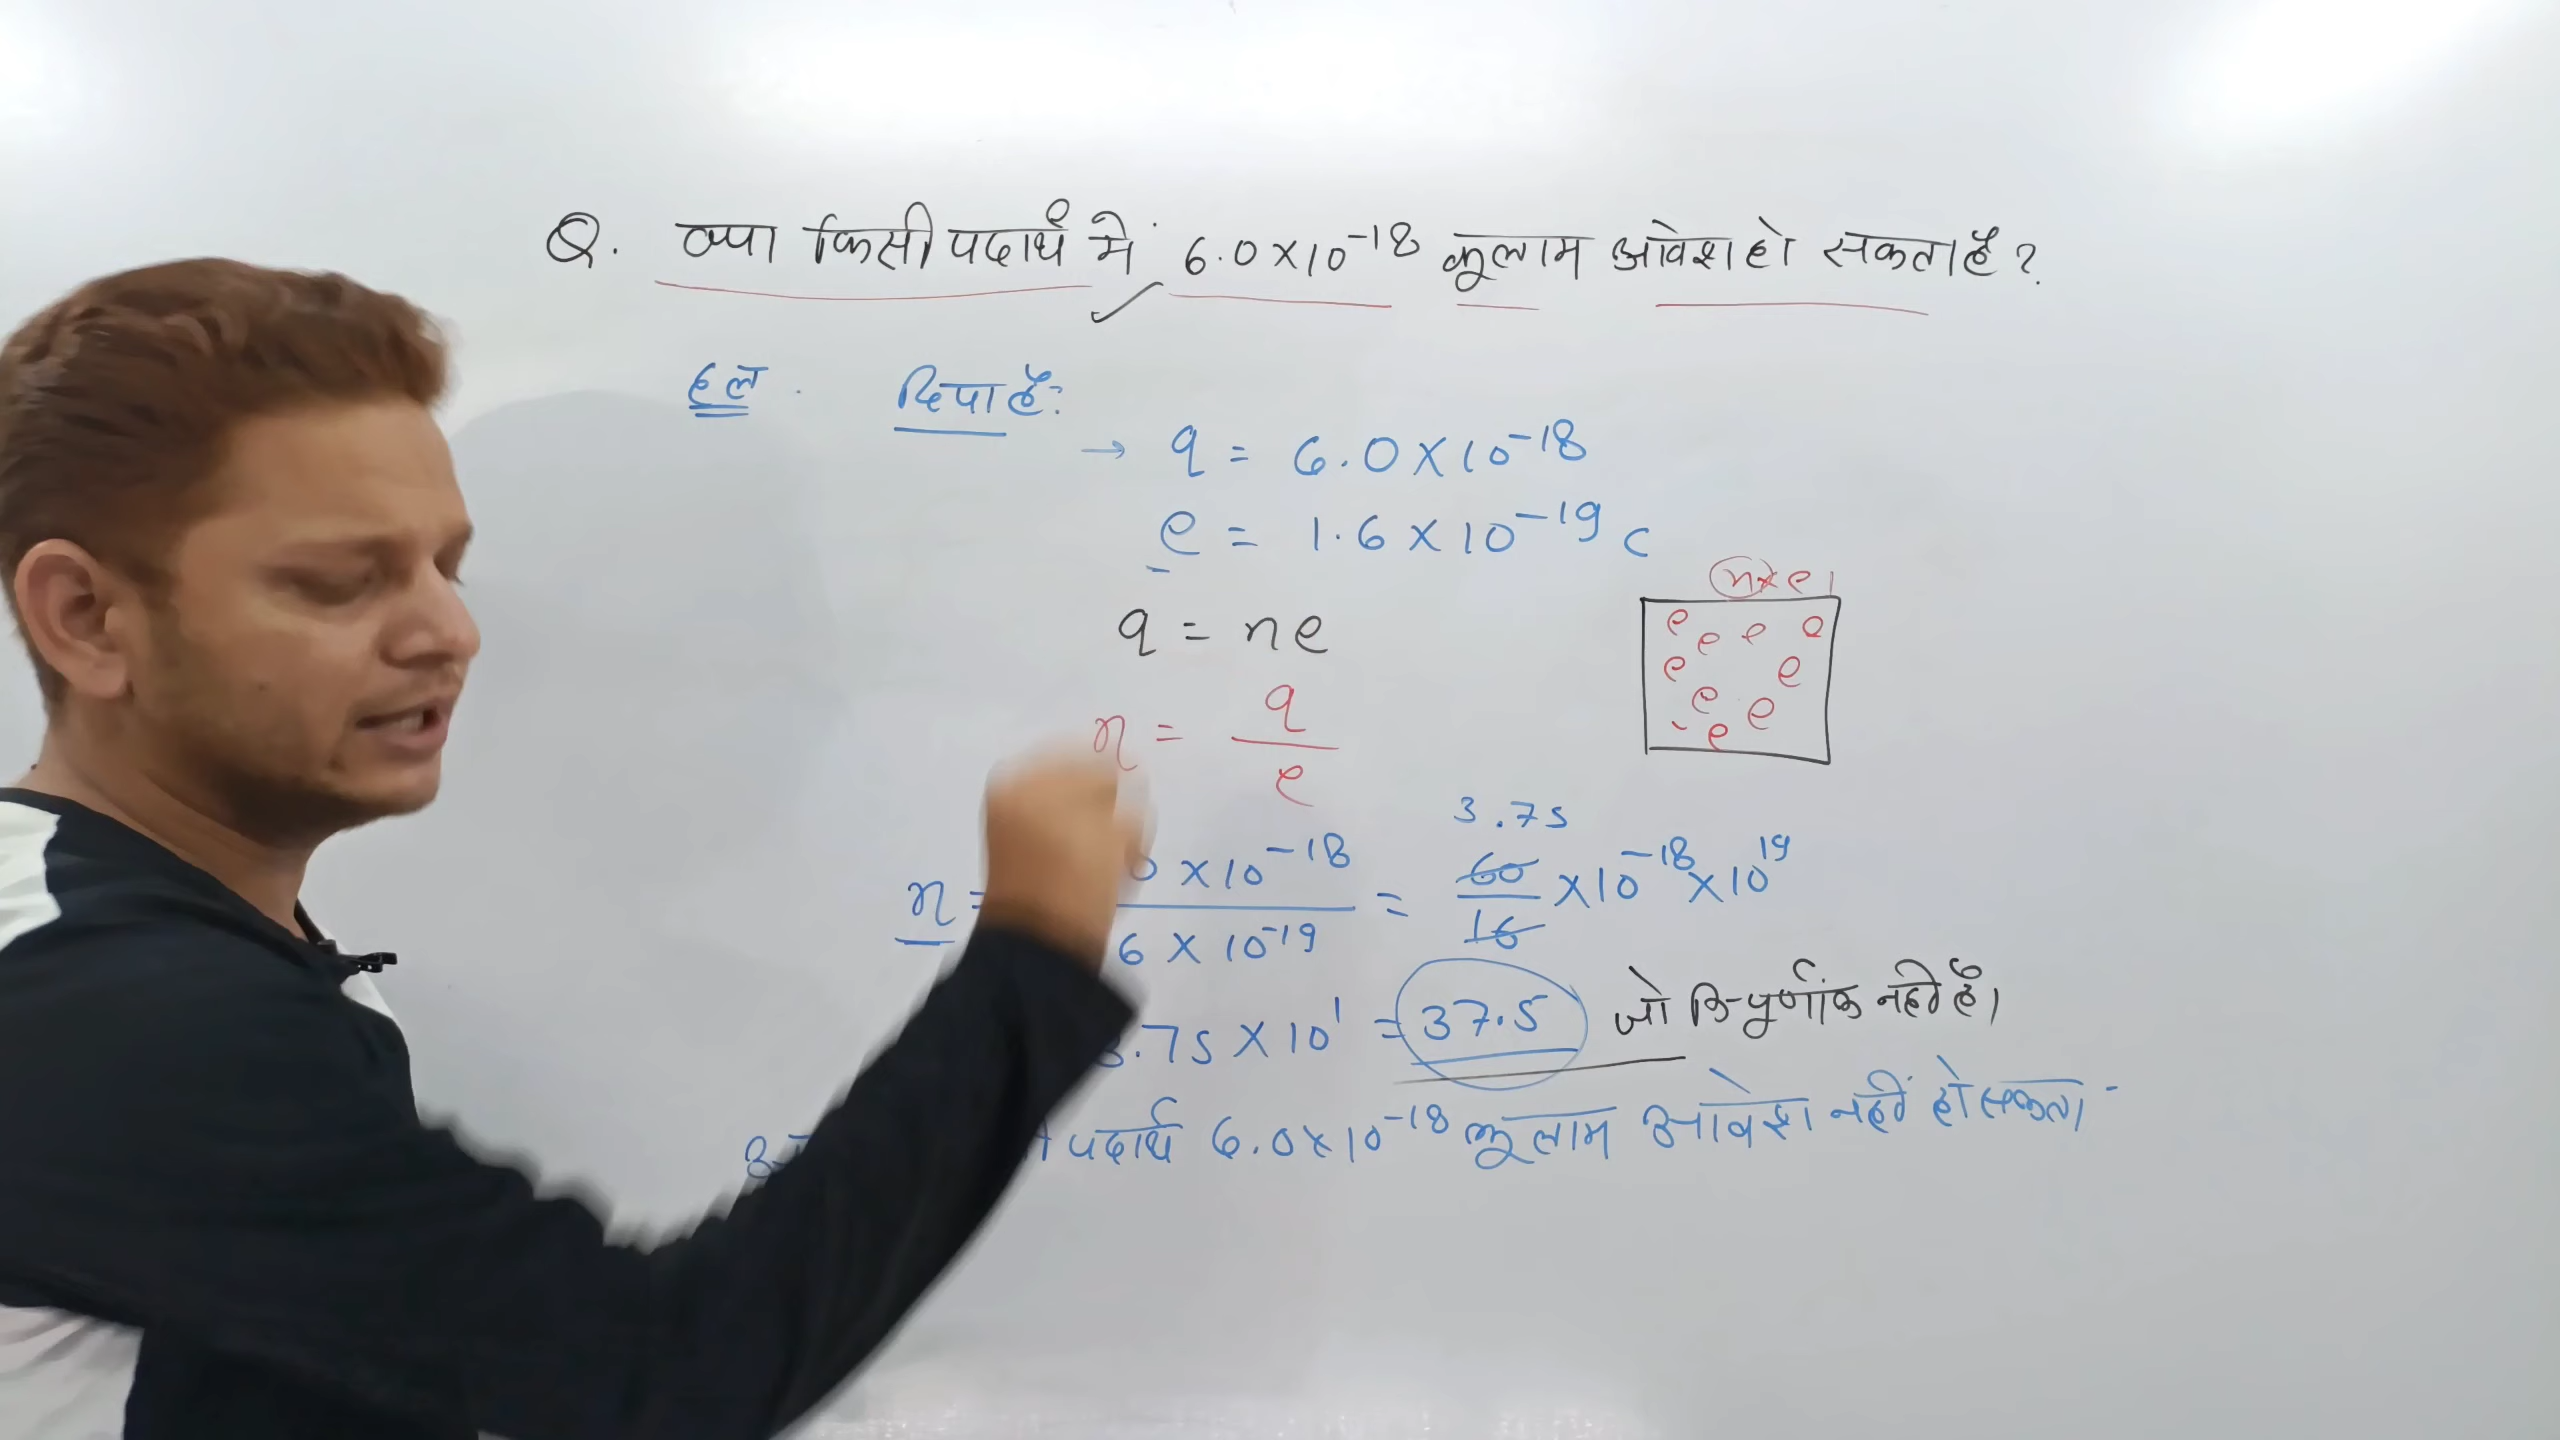 Q. क्या किसी पदार्थ में 6.0×10⁻¹⁸ कूलाम आवेश हो सकता है ?
हल . दिया है:
→ q = 6.0 × 10⁻¹⁸
e = 1.6 × 10⁻¹⁹ c
q = ne
n×e
e e e e
e e
e e
e
n = q/e
3.75
n = 0 × 10⁻¹⁸ / 6 × 10⁻¹⁹ = 60/16 × 10⁻¹⁸ × 10¹⁹
3.75 × 10¹ = 37.5 जो कि पूर्णांक नहीं है।
पदार्थ 6.0×10⁻¹⁸ कूलाम आवेश नहीं हो सकता